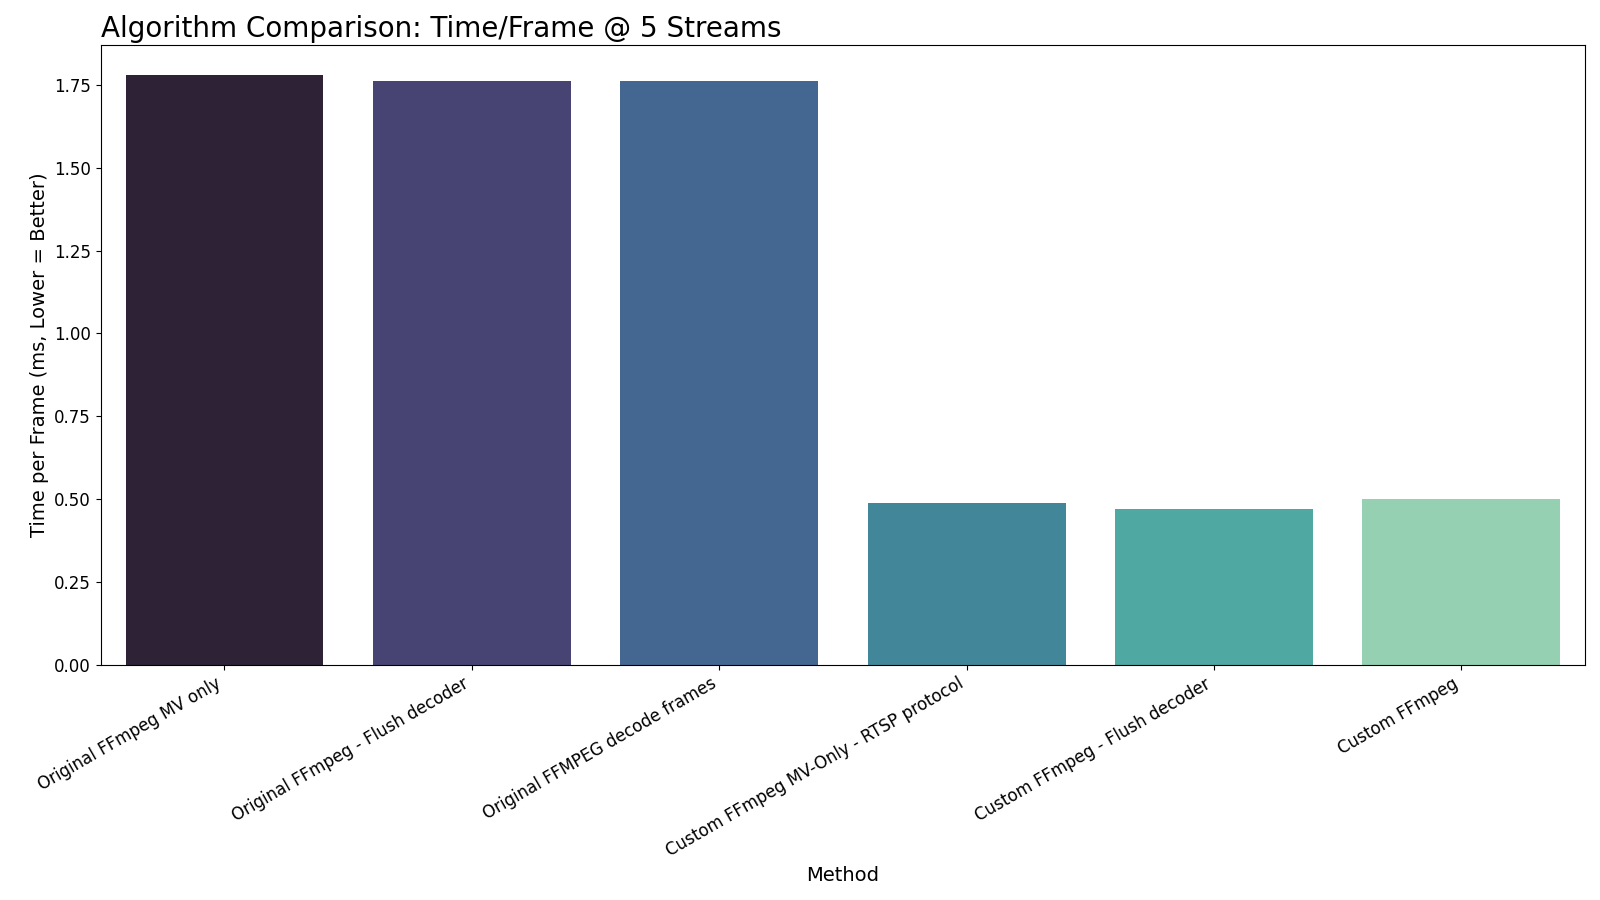 Algorithm Comparison: Time/Frame @ 5 Streams
Time per Frame (ms, Lower = Better)
1.75
1.50
1.25
1.00
0.75
0.50
0.25
0.00
Original FFmpeg MV only
Original FFmpeg - Flush decoder
Original FFMPEG decode frames
Custom FFmpeg MV-Only - RTSP protocol
Custom FFmpeg - Flush decoder
Custom FFmpeg
Method